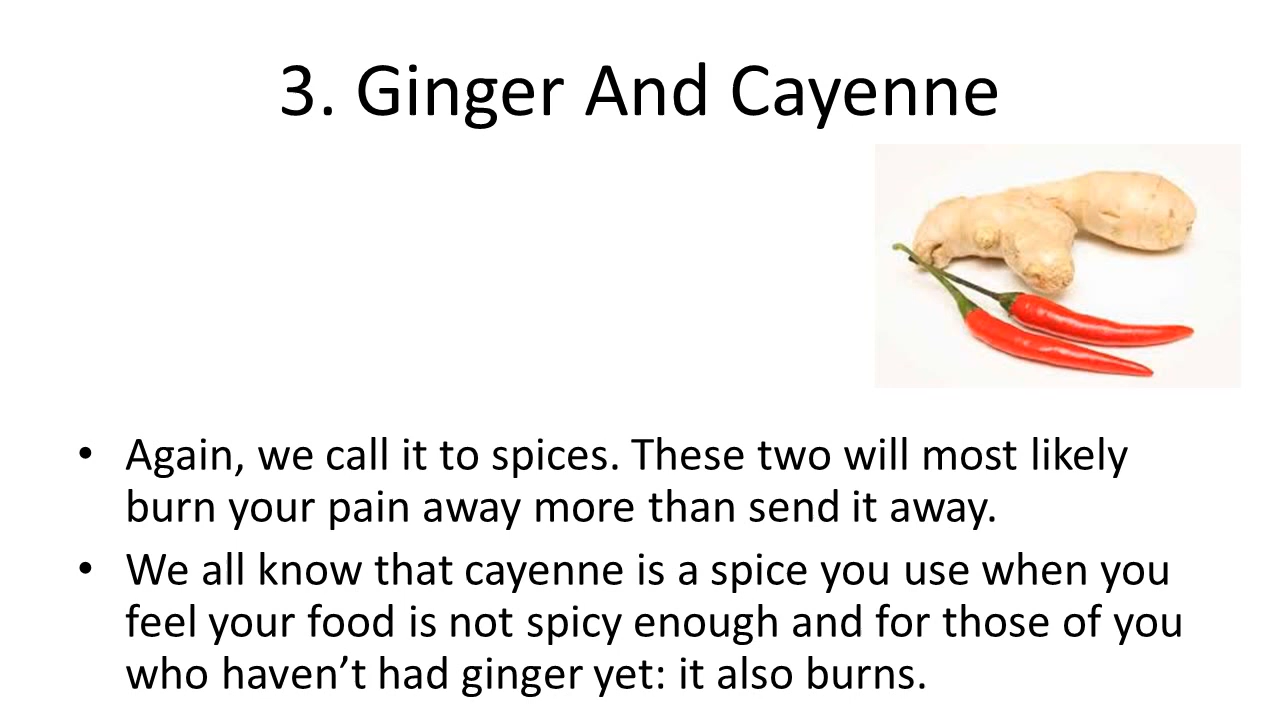 3. Ginger And Cayenne
• Again, we call it to spices. These two will most likely
burn your pain away more than send it away.
• We all know that cayenne is a spice you use when you
feel your food is not spicy enough and for those of you
who haven’t had ginger yet: it also burns.